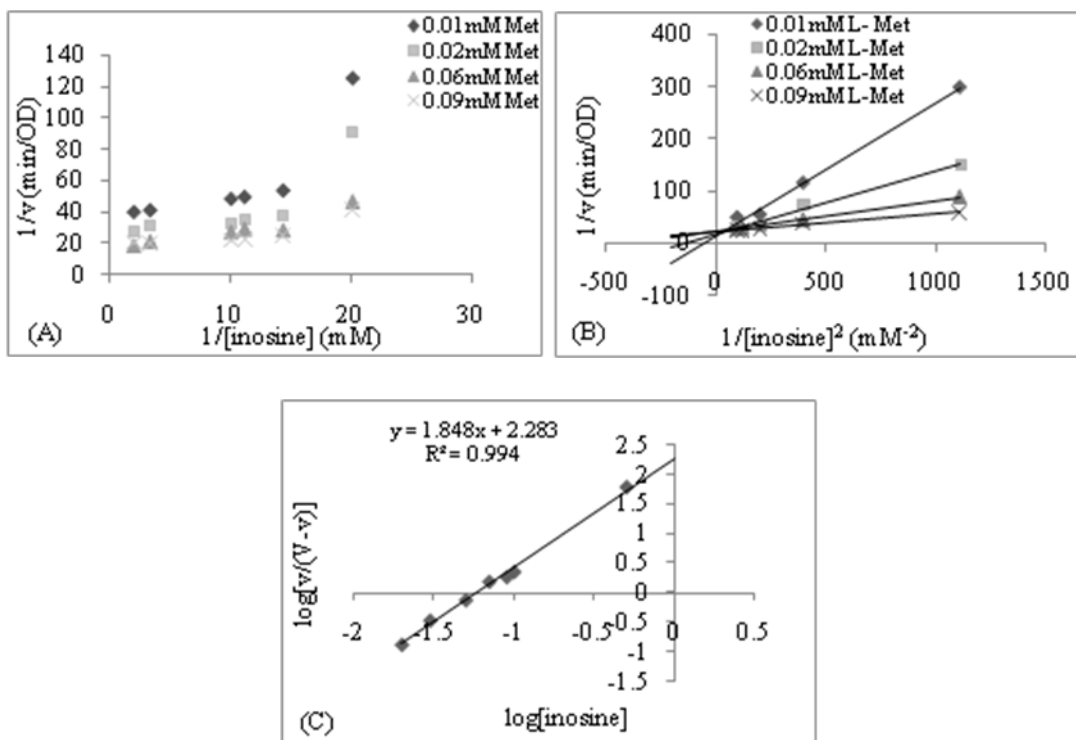 0.01mM Met
0.02mM Met
0.06mM Met
0.09mM Met
140
120
100
80
60
40
20
0
1/v (min/OD)
0 10 20 30
(A) 1/[inosine] (mM)
0.01mM L- Met
0.02mM L-Met
0.06mM L-Met
0.09mM L-Met
400
300
200
100
0
-100
1/v (min/OD)
-500 0 500 1000 1500
(B) 1/[inosine]² (mM⁻²)
y = 1.848x + 2.283
R² = 0.994
2.5
2
1.5
1
0.5
0
-0.5
-1
-1.5
log[v/(V-v)]
-2 -1.5 -1 -0.5 0 0.5
(C) log[inosine]